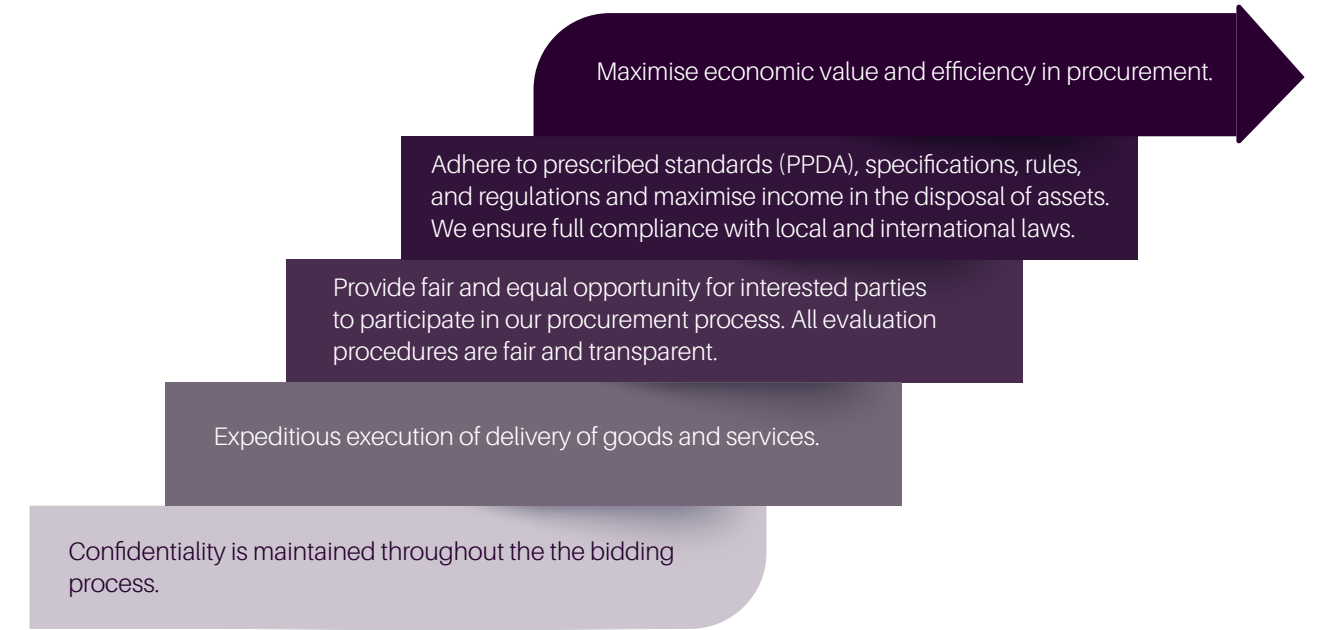 Maximise economic value and efficiency in procurement.
Adhere to prescribed standards (PPDA), specifications, rules,
and regulations and maximise income in the disposal of assets.
We ensure full compliance with local and international laws.
Provide fair and equal opportunity for interested parties
to participate in our procurement process. All evaluation
procedures are fair and transparent.
Expeditious execution of delivery of goods and services.
Confidentiality is maintained throughout the the bidding
process.